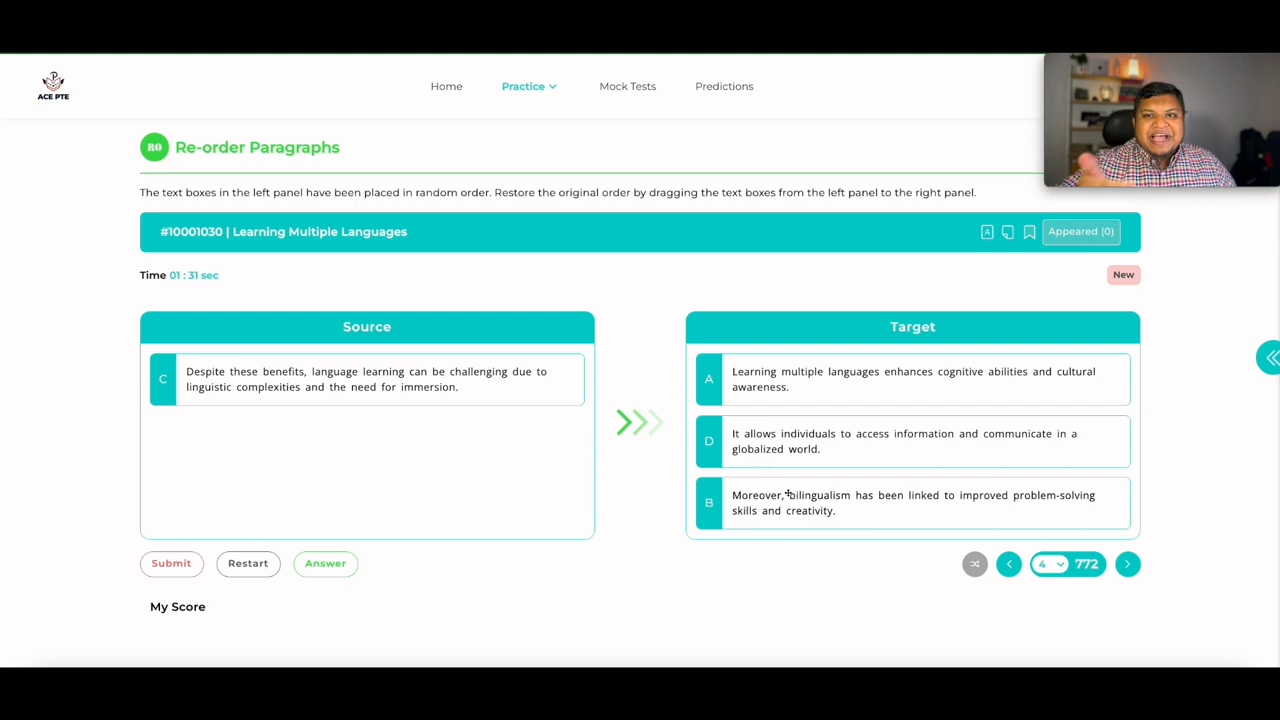 ACE PTE
Home
Practice
Mock Tests
Predictions
RO
Re-order Paragraphs
The text boxes in the left panel have been placed in random order. Restore the original order by dragging the text boxes from the left panel to the right panel.
#10001030 | Learning Multiple Languages
A
Appeared (0)
Time 01 : 31 sec
New
Source
C
Despite these benefits, language learning can be challenging due to
linguistic complexities and the need for immersion.
Target
A
Learning multiple languages enhances cognitive abilities and cultural
awareness.
D
It allows individuals to access information and communicate in a
globalized world.
B
Moreover, bilingualism has been linked to improved problem-solving
skills and creativity.
Submit
Restart
Answer
4
772
My Score